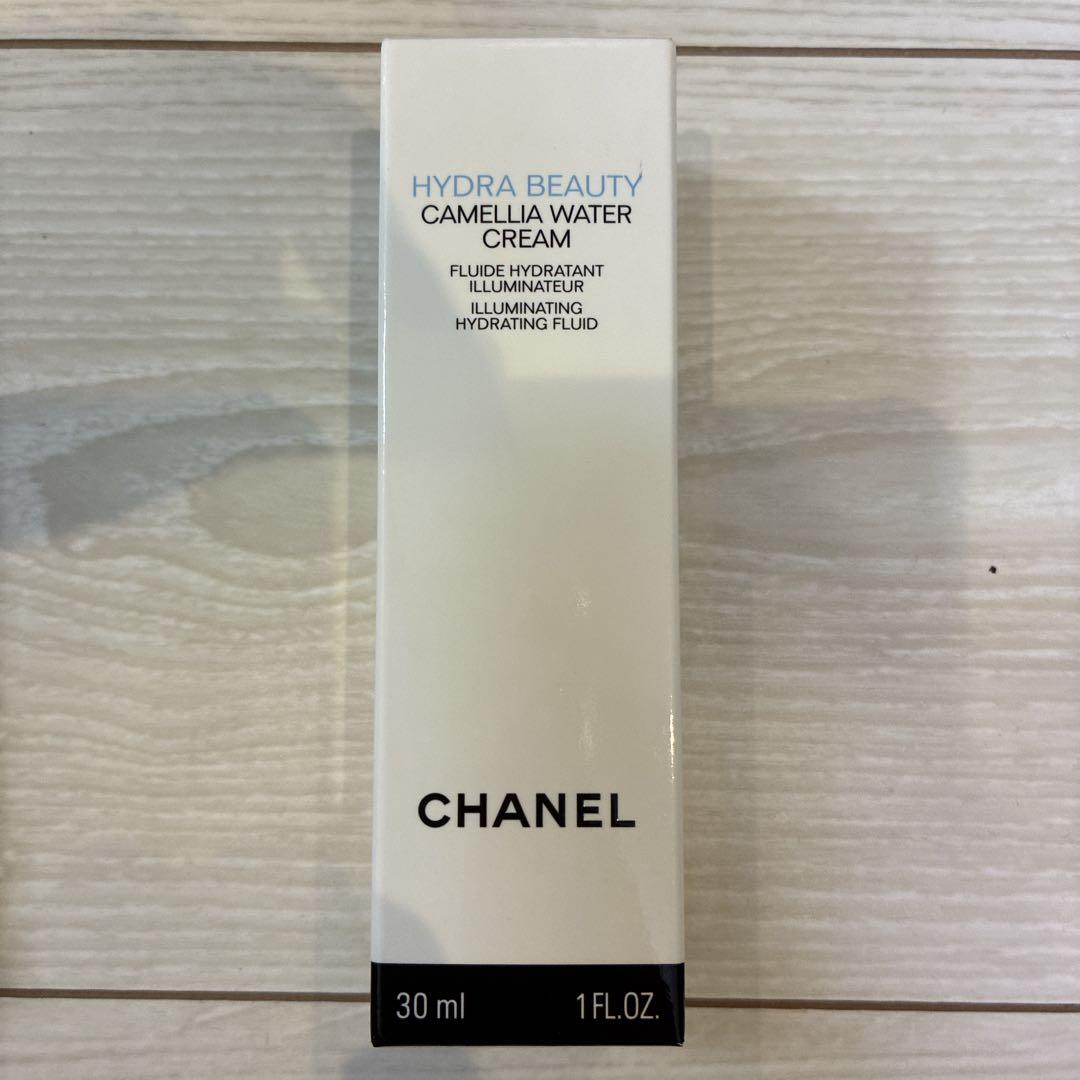 HYDRA BEAUTY
CAMELLIA WATER
CREAM
FLUIDE HYDRATANT
ILLUMINATEUR
ILLUMINATING
HYDRATING FLUID
CHANEL
30 ml 1 FL.OZ.